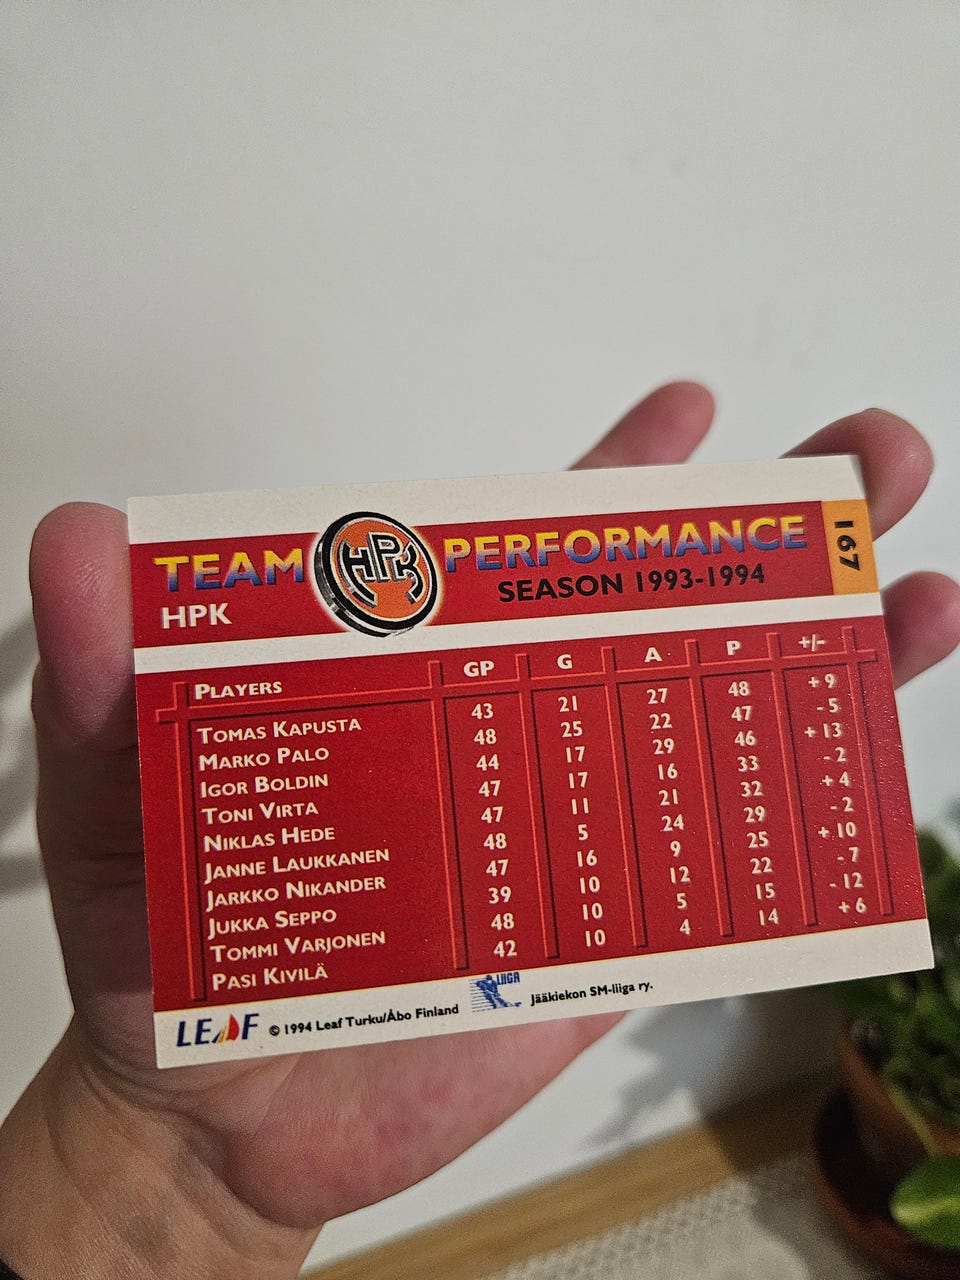 TEAM HPK PERFORMANCE
HPK SEASON 1993-1994
167
PLAYERS GP G A P +/-
TOMAS KAPUSTA 43 21 27 48 +9
MARKO PALO 48 25 22 47 -5
IGOR BOLDIN 44 17 29 46 +13
TONI VIRTA 47 17 16 33 -2
NIKLAS HEDE 47 11 21 32 +4
JANNE LAUKKANEN 48 5 24 29 -2
JARKKO NIKANDER 47 16 9 25 +10
JUKKA SEPPO 39 10 12 22 -7
TOMMI VARJONEN 48 10 5 15 -12
PASI KIVILÄ 42 10 4 14 +6
LEAF © 1994 Leaf Turku/Åbo Finland LIIGA Jääkiekon SM-liiga ry.